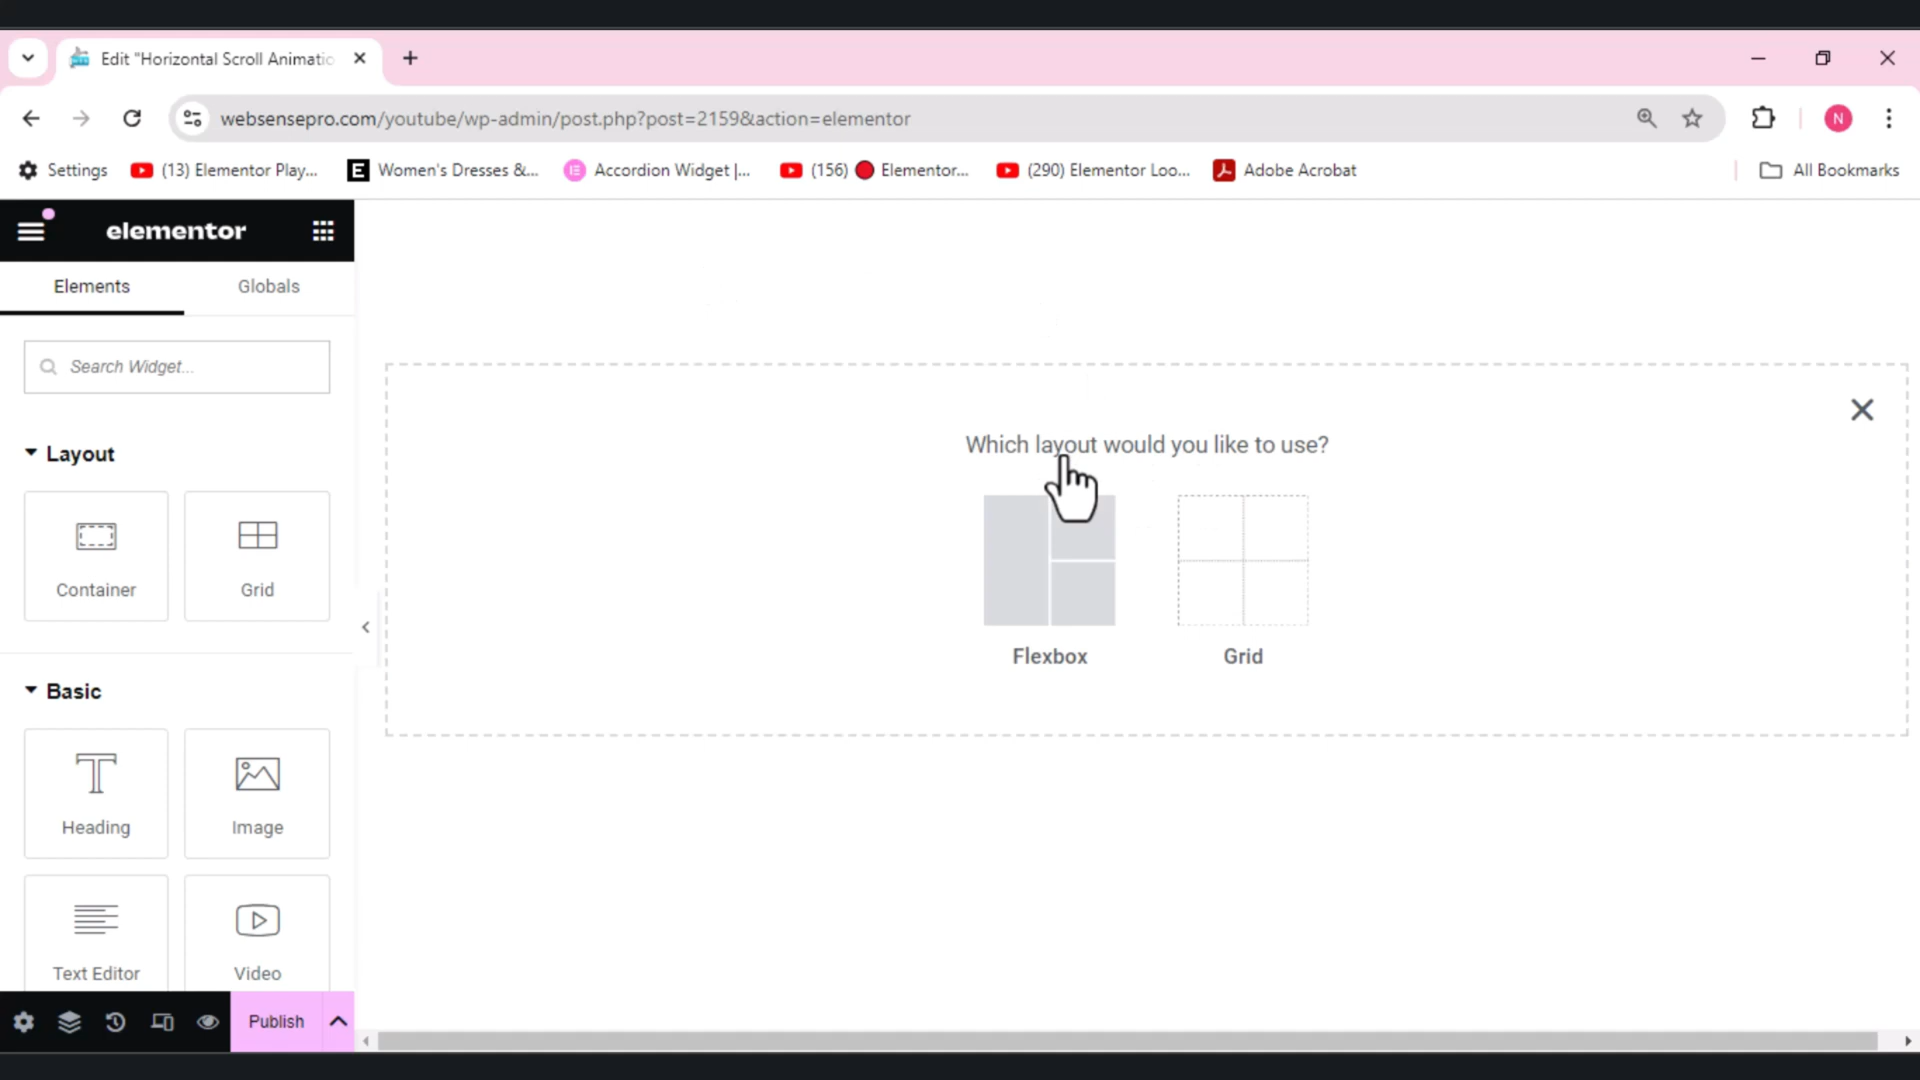 Edit "Horizontal Scroll Animatio
websensepro.com/youtube/wp-admin/post.php?post=2159&action=elementor
N
Settings
(13) Elementor Play...
E
Women's Dresses &...
Accordion Widget |...
(156)
Elementor...
(290) Elementor Loo...
Adobe Acrobat
All Bookmarks
elementor
Elements
Globals
Search Widget...
Layout
Container
Grid
Basic
Heading
Image
Text Editor
Video
Publish
Which layout would you like to use?
Flexbox
Grid